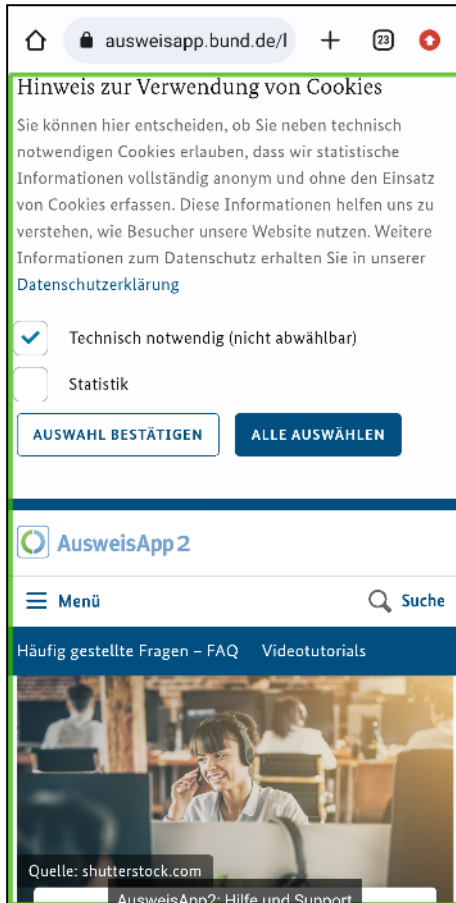 ausweisapp.bund.de/l
23
Hinweis zur Verwendung von Cookies
Sie können hier entscheiden, ob Sie neben technisch
notwendigen Cookies erlauben, dass wir statistische
Informationen vollständig anonym und ohne den Einsatz
von Cookies erfassen. Diese Informationen helfen uns zu
verstehen, wie Besucher unsere Website nutzen. Weitere
Informationen zum Datenschutz erhalten Sie in unserer
Datenschutzerklärung
Technisch notwendig (nicht abwählbar)
Statistik
AUSWAHL BESTÄTIGEN ALLE AUSWÄHLEN
AusweisApp2
Menü Suche
Häufig gestellte Fragen – FAQ Videotutorials
Quelle: shutterstock.com
AusweisApp2: Hilfe und Support